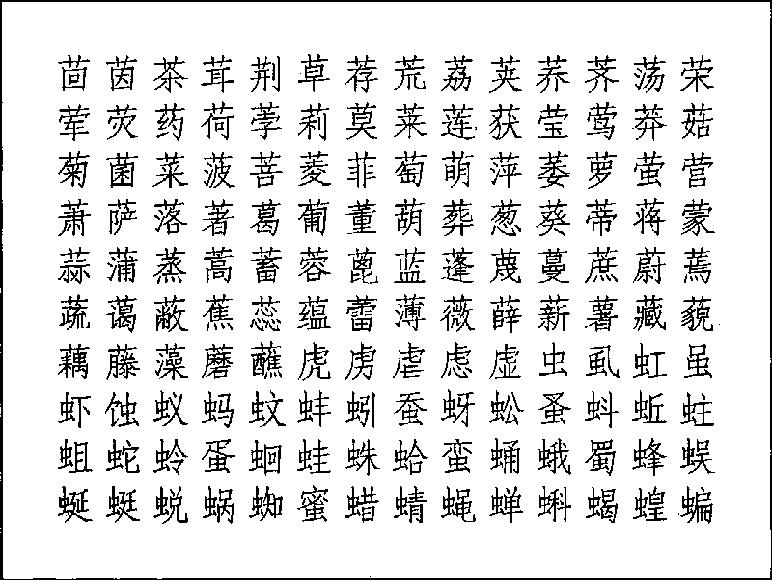 茴茵茶茸荆草荐荒荔荚荞荠荡荣
荤荧药荷荸莉莫莱莲获莹莺莽菇
菊菌菜菠菩菱菲萄萌萍萎萝萤营
萧萨落著葛葡董葫葬葱葵蒂蒋蒙
蒜蒲蒸蒿蓄蓉蓖蓝蓬蔑蔓蔗蔚蔫
蔬蔼蔽蕉蕊蕴蕾薄薇薛薪薯藏藐
藕藤藻蘑蘸虎虏虐虑虚虫虱虹虽
虾蚀蚁蚂蚊蚌蚓蚕蚜蚣蚤蚪蚯蛀
蛆蛇蛉蛋蛔蛙蛛蛤蛮蛹蛾蜀蜂蜈
蜒蜓蜕蜗蜘蜜蜡蜻蝇蝉蝌蝎蝗蝙